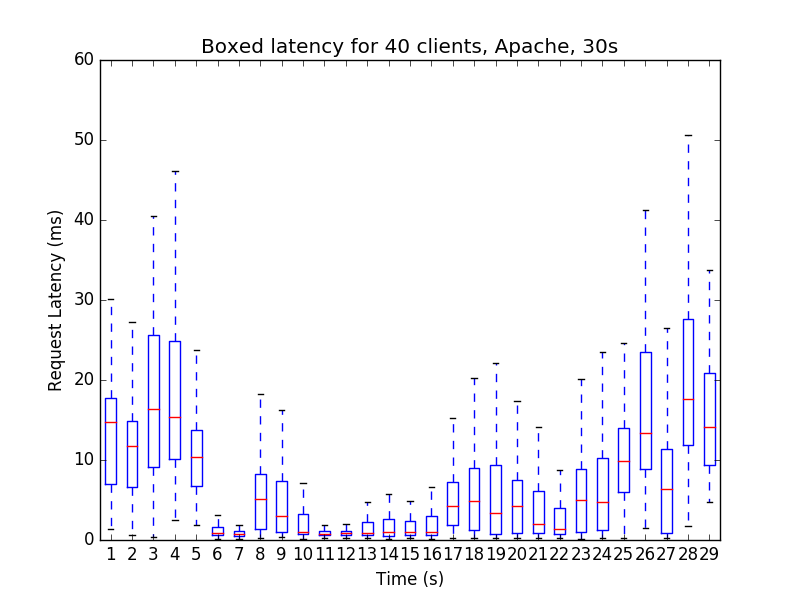 Boxed latency for 40 clients, Apache, 30s
60
50
40
30
20
10
0
Request Latency (ms)
1 2 3 4 5 6 7 8 9 10 11 12 13 14 15 16 17 18 19 20 21 22 23 24 25 26 27 28 29
Time (s)